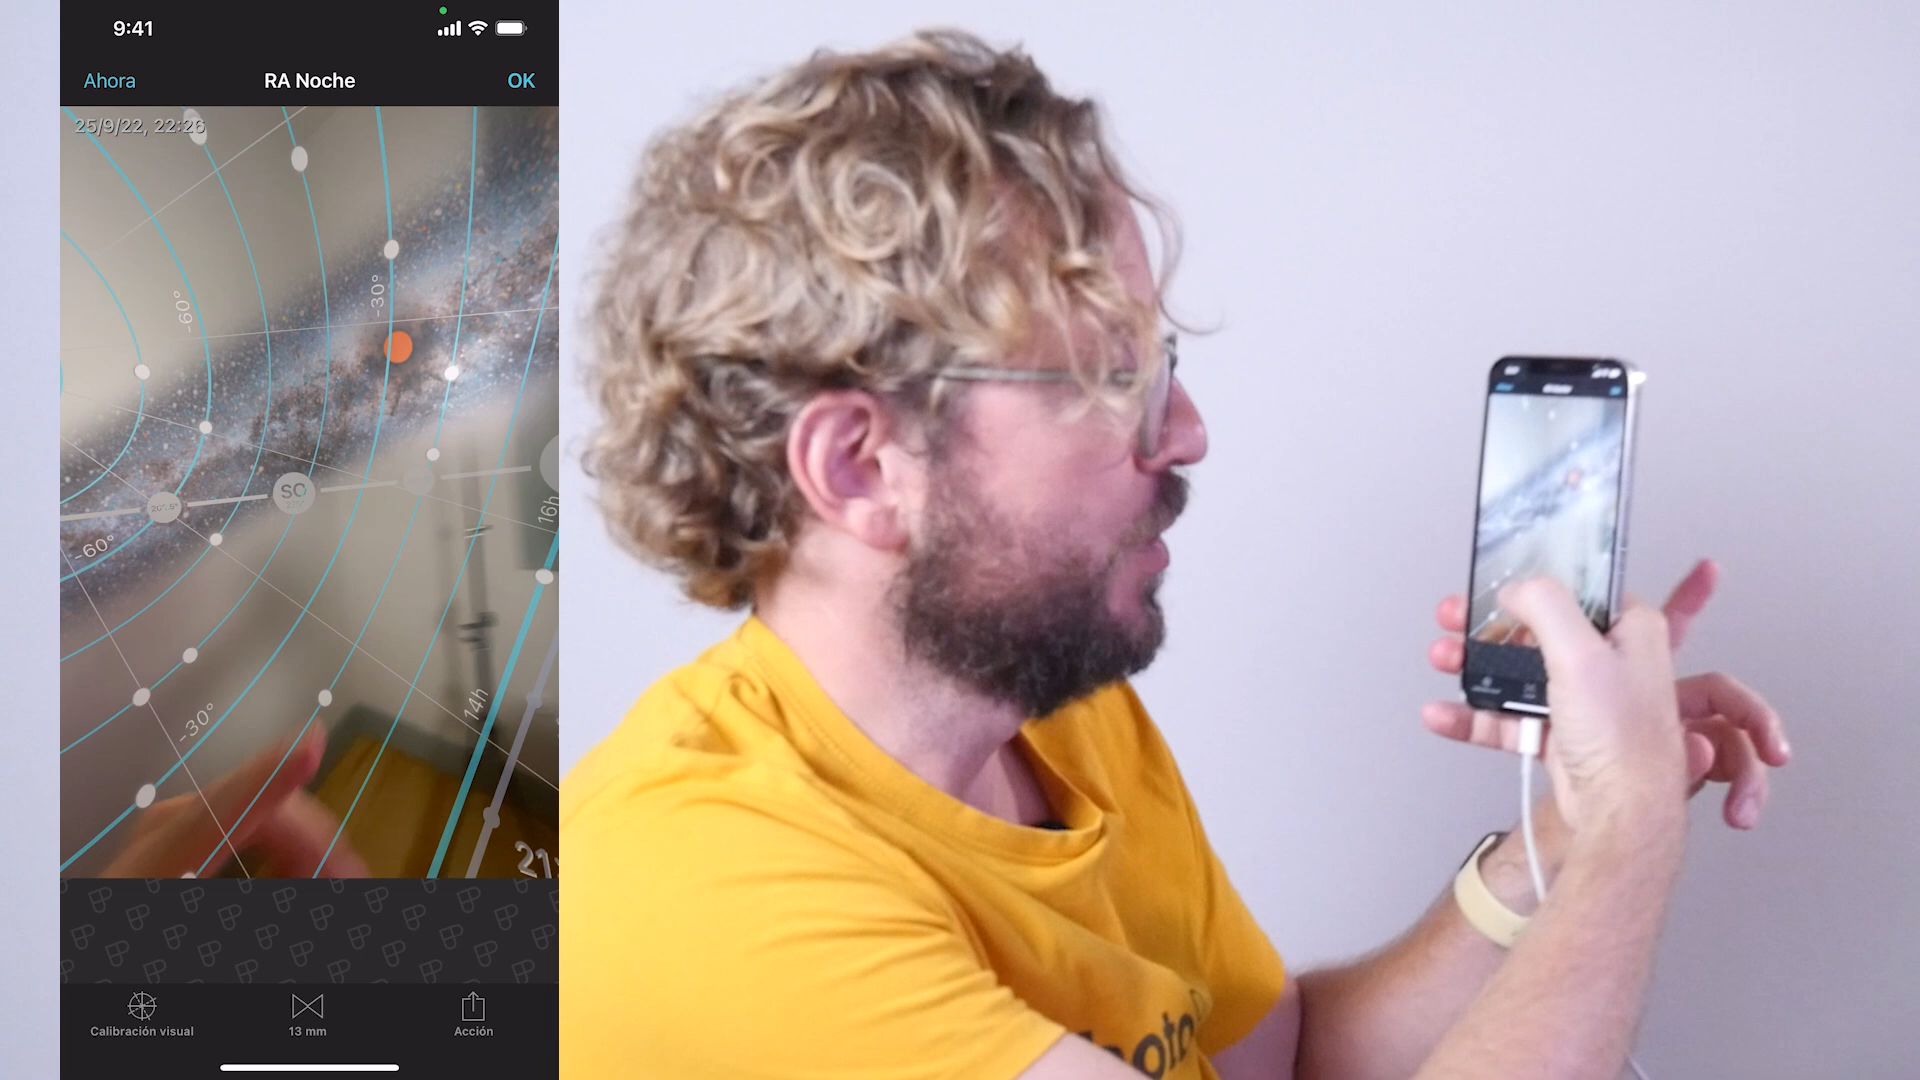 9:41
Ahora
RA Noche
OK
25/9/22, 22:26
-60°
-30°
SO
-60°
16h
14h
-30°
21
Calibración visual
13 mm
Acción